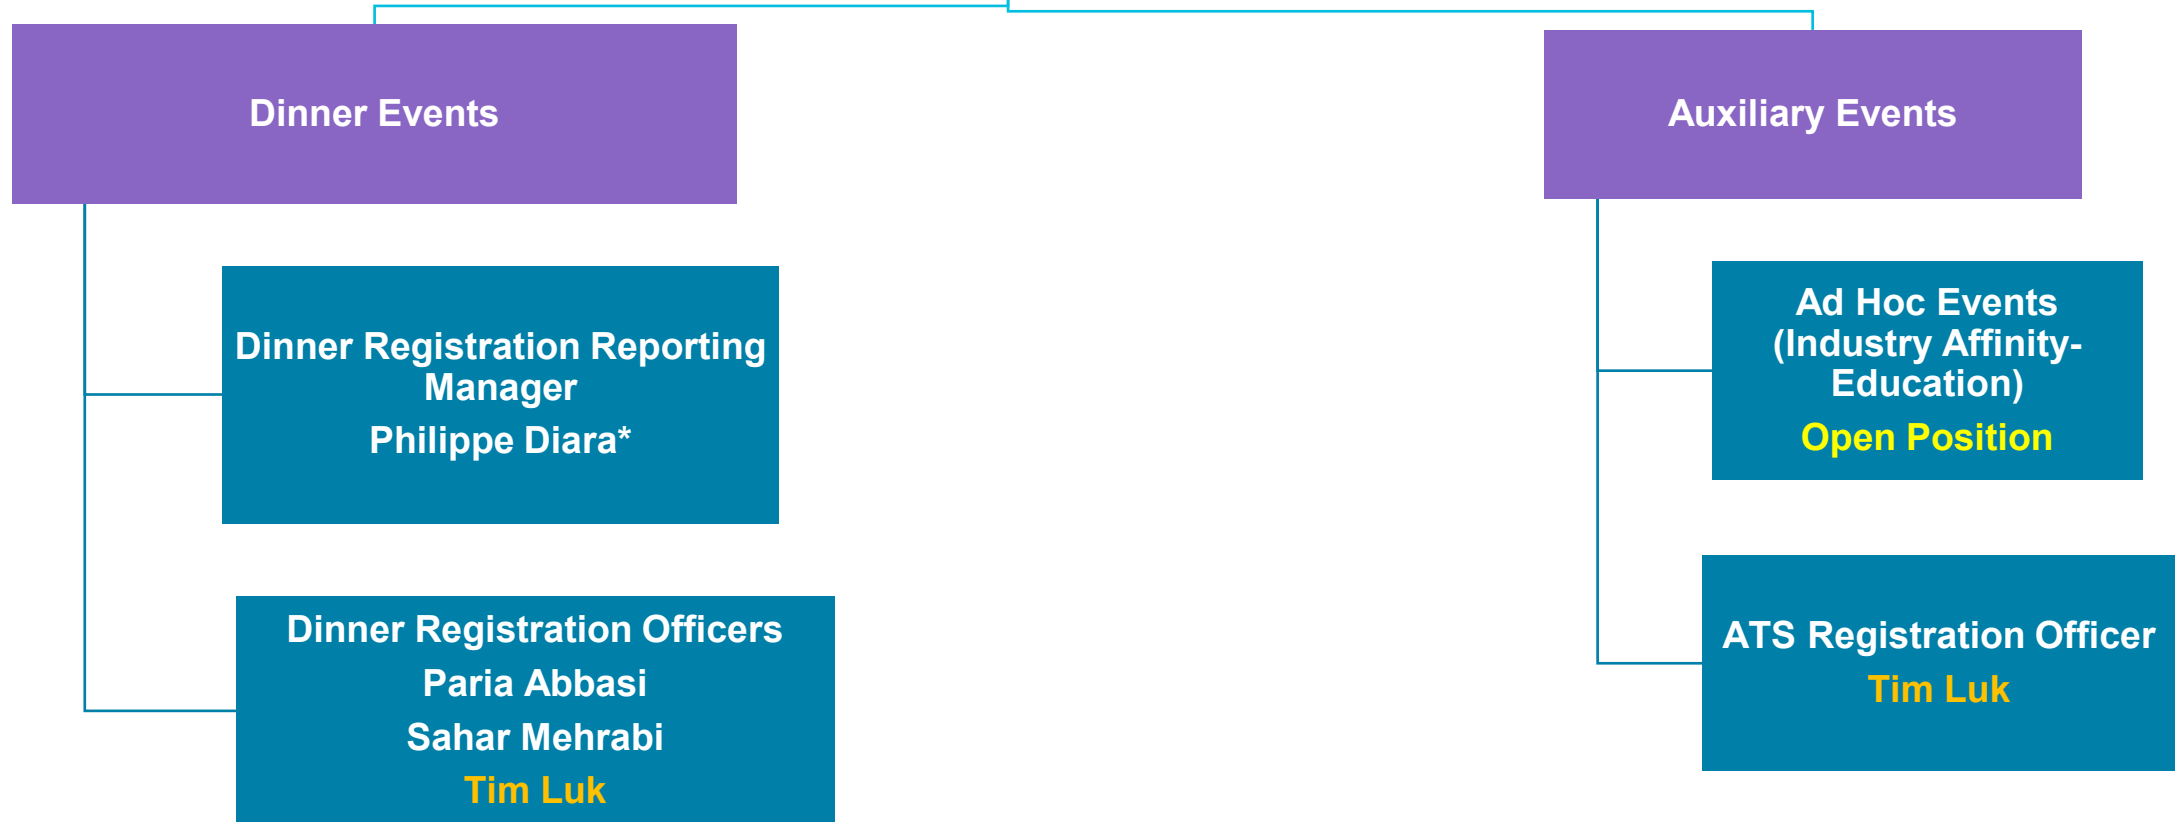 Dinner Events
Dinner Registration Reporting
Manager
Philippe Diara*
Dinner Registration Officers
Paria Abbasi
Sahar Mehrabi
Tim Luk
Auxiliary Events
Ad Hoc Events
(Industry Affinity-
Education)
Open Position
ATS Registration Officer
Tim Luk